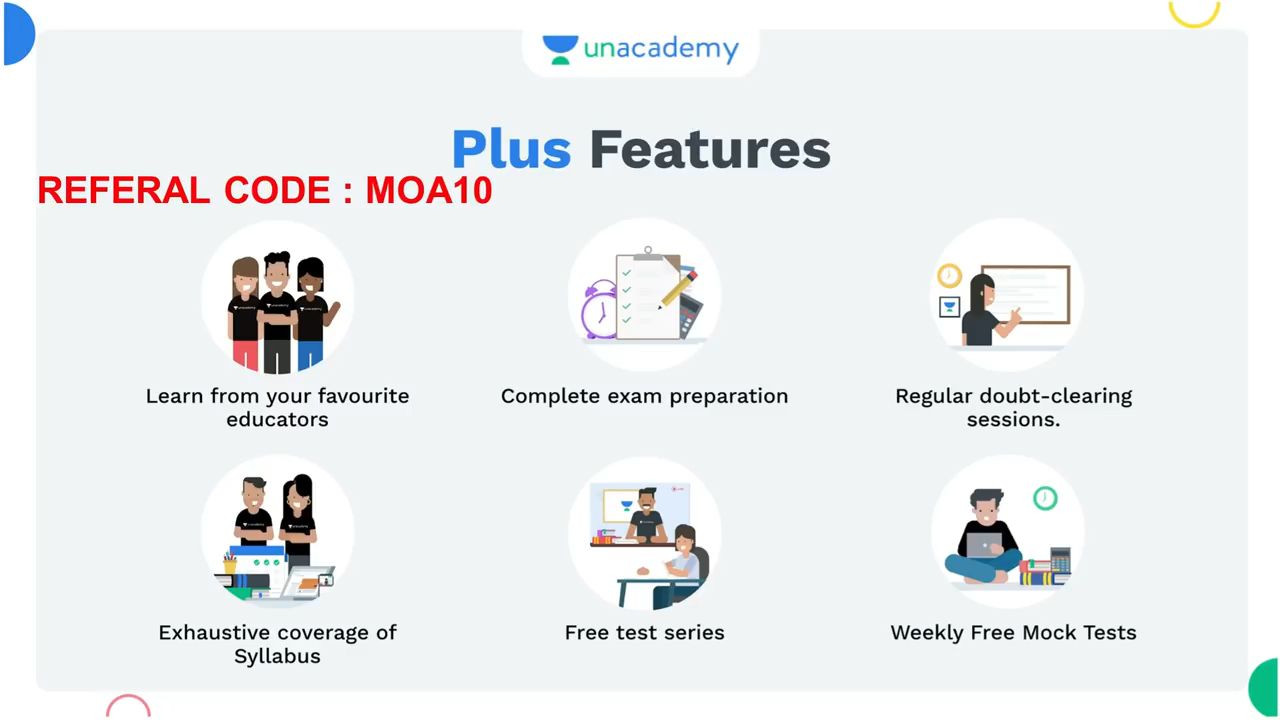 unacademy
Plus Features
REFERAL CODE : MOA10
Learn from your favourite
educators
Complete exam preparation
Regular doubt-clearing
sessions.
Exhaustive coverage of
Syllabus
Free test series
Weekly Free Mock Tests